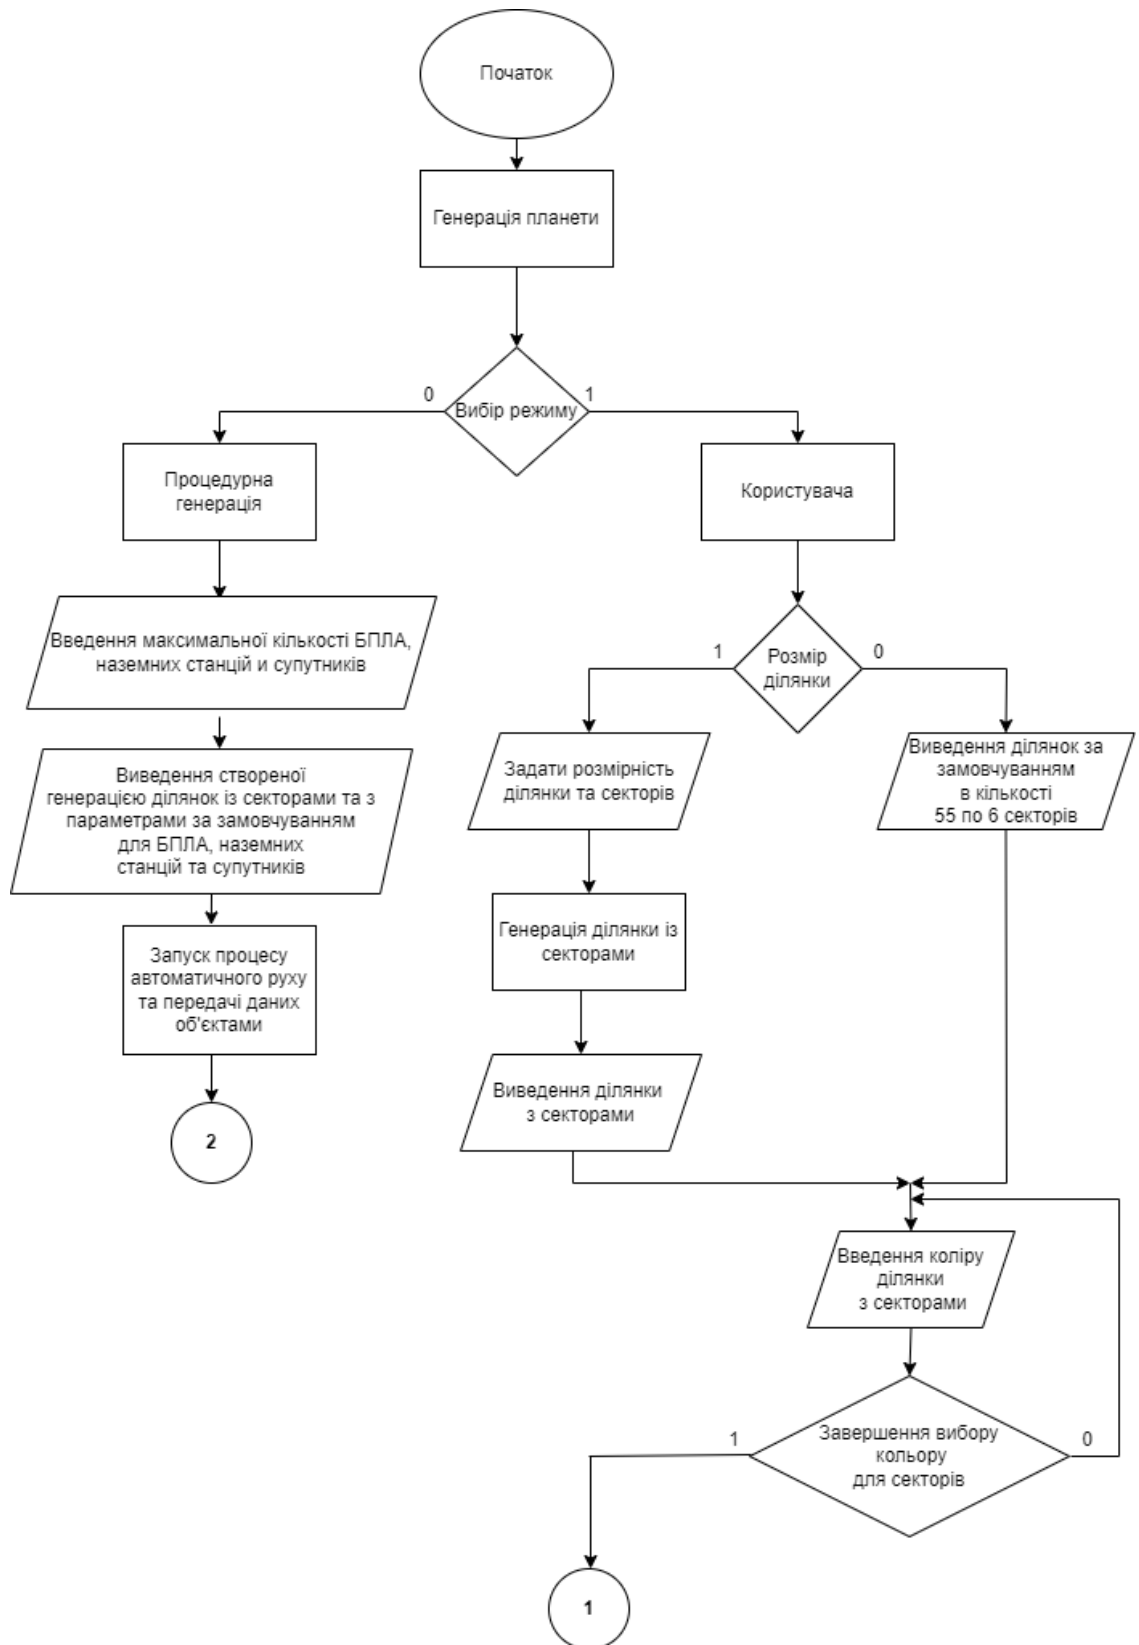 Початок
Генерація планети
0
Вибір режиму
1
Процедурна
генерація
Користувача
Введення максимальної кількості БПЛА,
наземних станцій и супутників
1
Розмір
ділянки
0
Виведення створеної
генерацією ділянок із секторами та з
параметрами за замовчуванням
для БПЛА, наземних
станцій та супутників
Задати розмірність
ділянки та секторів
Виведення ділянок за
замовчуванням
в кількості
55 по 6 секторів
Запуск процесу
автоматичного руху
та передачі даних
об'єктами
Генерація ділянки із
секторами
Виведення ділянки
з секторами
2
Введення коліру
ділянки
з секторами
1
Завершення вибору
кольору
для секторів
0
1